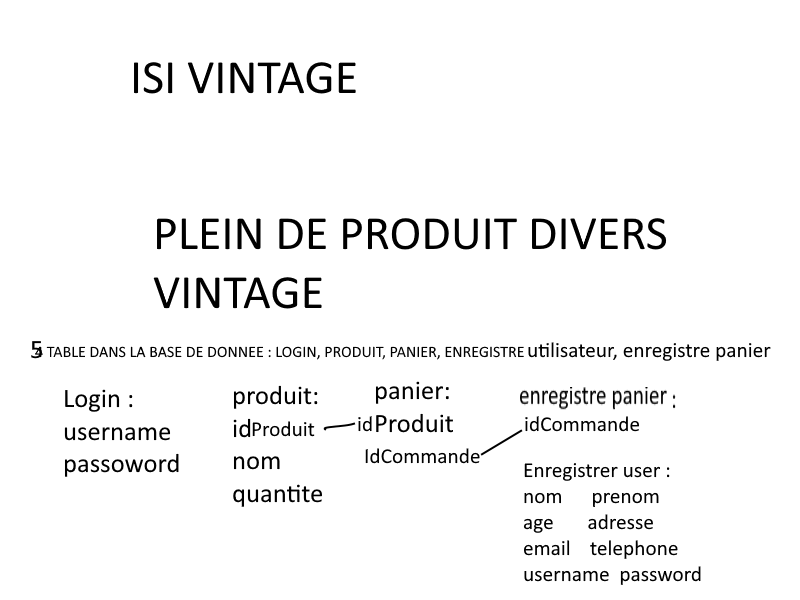 ISI VINTAGE
PLEIN DE PRODUIT DIVERS
VINTAGE
5 TABLE DANS LA BASE DE DONNEE : LOGIN, PRODUIT, PANIER, ENREGISTRE utilisateur, enregistre panier
Login :
username
passoword
produit:
idProduit
nom
quantite
panier:
idProduit
IdCommande
enregistre panier :
idCommande
Enregistrer user :
nom prenom
age adresse
email telephone
username password